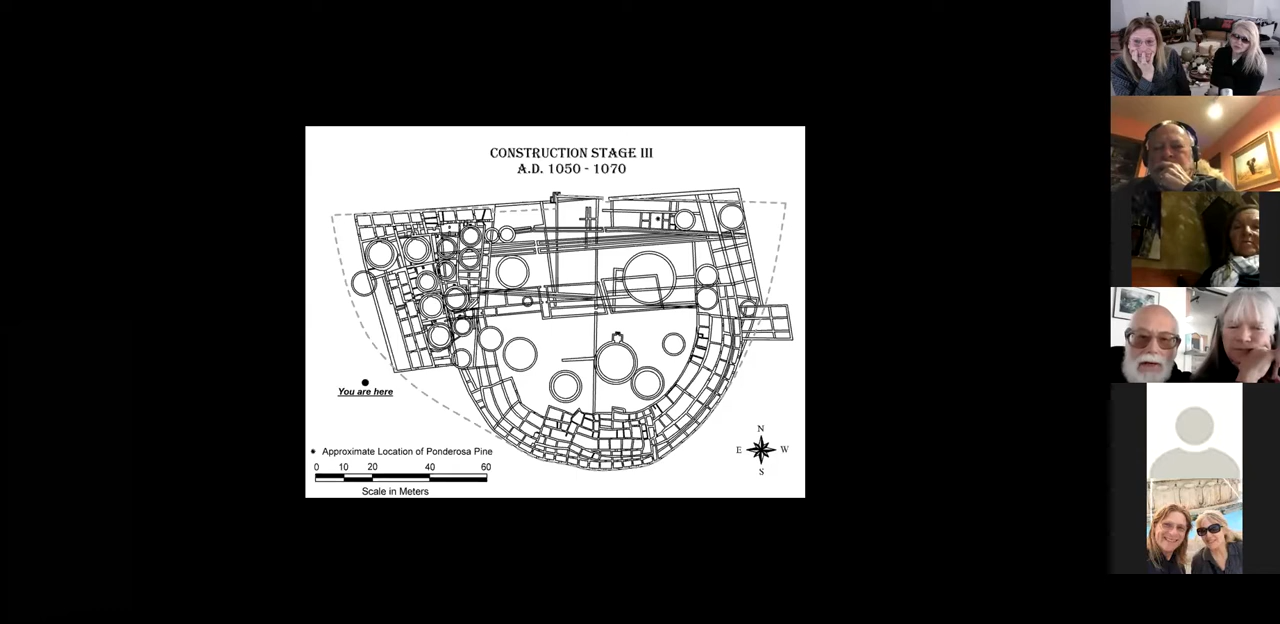 CONSTRUCTION STAGE III
A.D. 1050 - 1070
You are here
N
E W
S
* Approximate Location of Ponderosa Pine
0 10 20 40 60
Scale in Meters